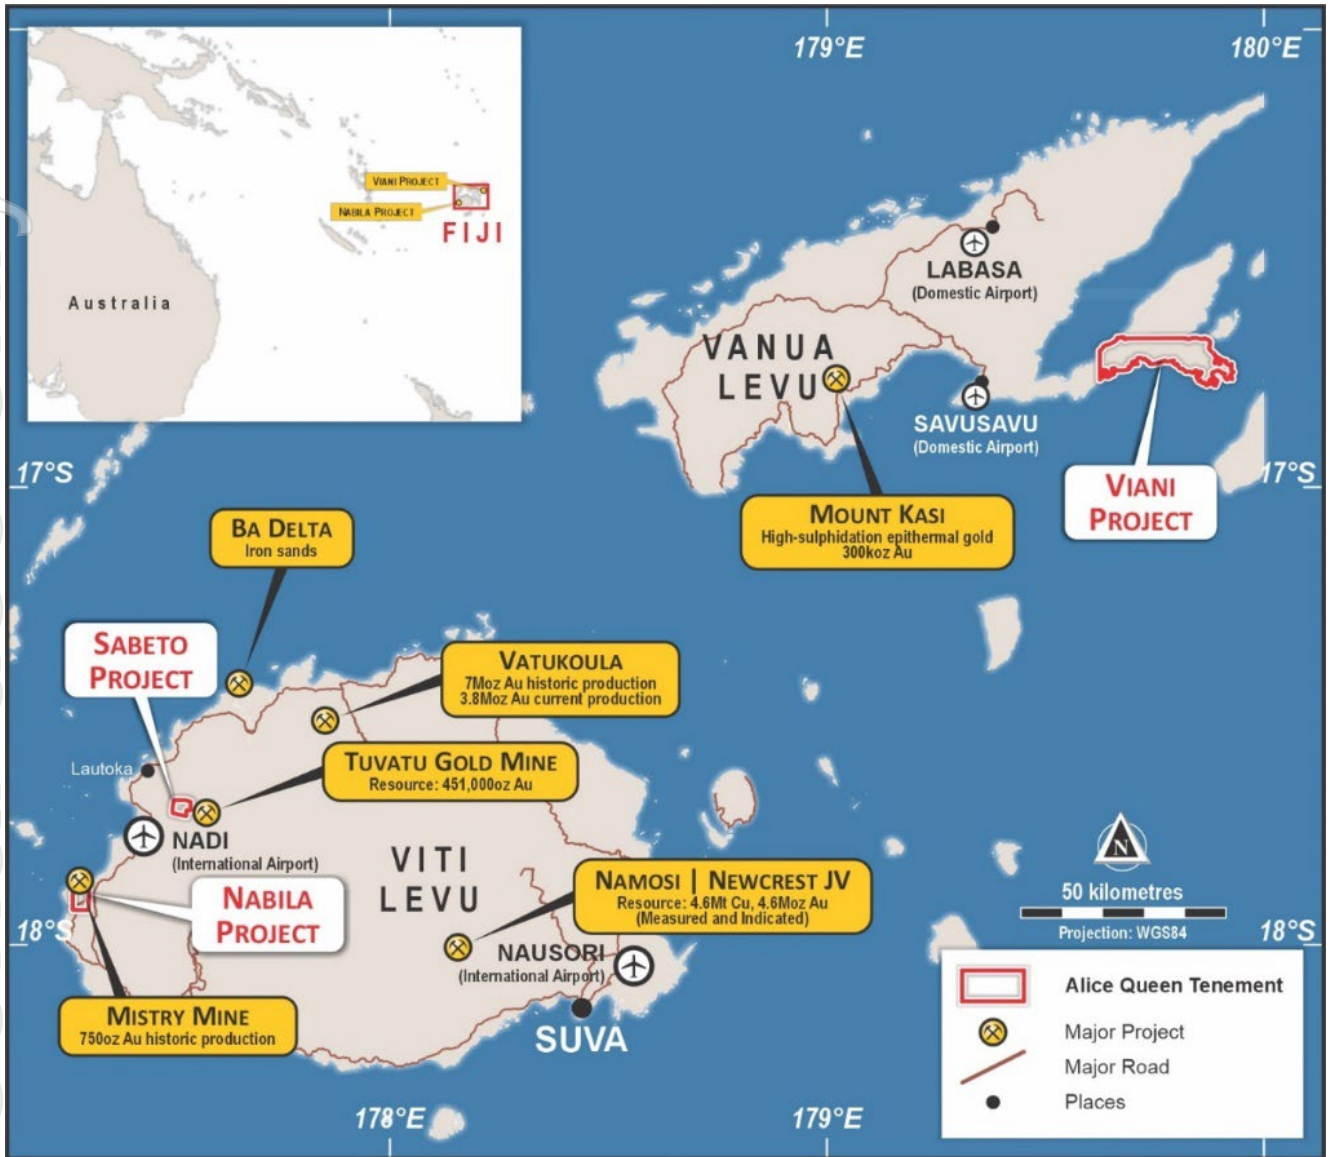 179°E
180°E
VIANI PROJECT
NABILA PROJECT
FIJI
Australia
LABASA
(Domestic Airport)
VANUA
LEVU
SAVUSAVU
(Domestic Airport)
17°S
17°S
VIANI
PROJECT
MOUNT KASI
High-sulphidation epithermal gold
300koz Au
BA DELTA
Iron sands
SABETO
PROJECT
VATUKOULA
7Moz Au historic production
3.8Moz Au current production
Lautoka
TUVATU GOLD MINE
Resource: 451,000oz Au
NADI
(International Airport)
VITI
LEVU
NABILA
PROJECT
NAMOSI | NEWCREST JV
Resource: 4.6Mt Cu, 4.6Moz Au
(Measured and Indicated)
N
50 kilometres
Projection: WGS84
18°S
18°S
NAUSORI
(International Airport)
MISTRY MINE
750oz Au historic production
SUVA
Alice Queen Tenement
Major Project
Major Road
Places
178°E
179°E